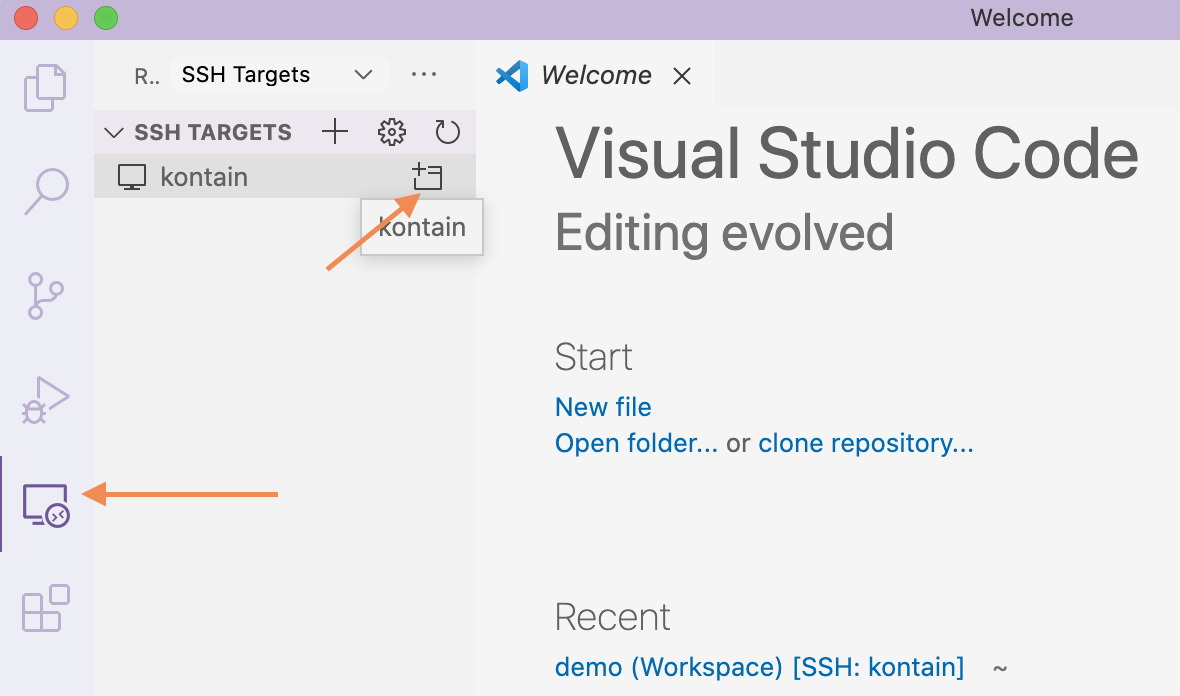 Welcome
R.. SSH Targets ...
Welcome
SSH TARGETS
kontain
kontain
Visual Studio Code
Editing evolved
Start
New file
Open folder... or clone repository...
Recent
demo (Workspace) [SSH: kontain] ~